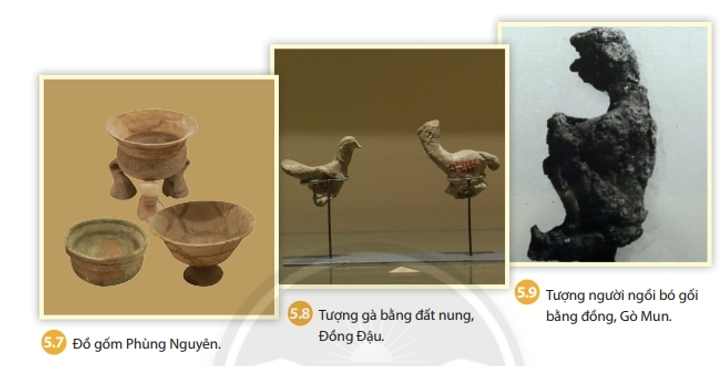 5.7 Đồ gốm Phùng Nguyên.
5.8 Tượng gà bằng đất nung,
Đồng Đậu.
5.9 Tượng người ngồi bó gối
bằng đồng, Gò Mun.